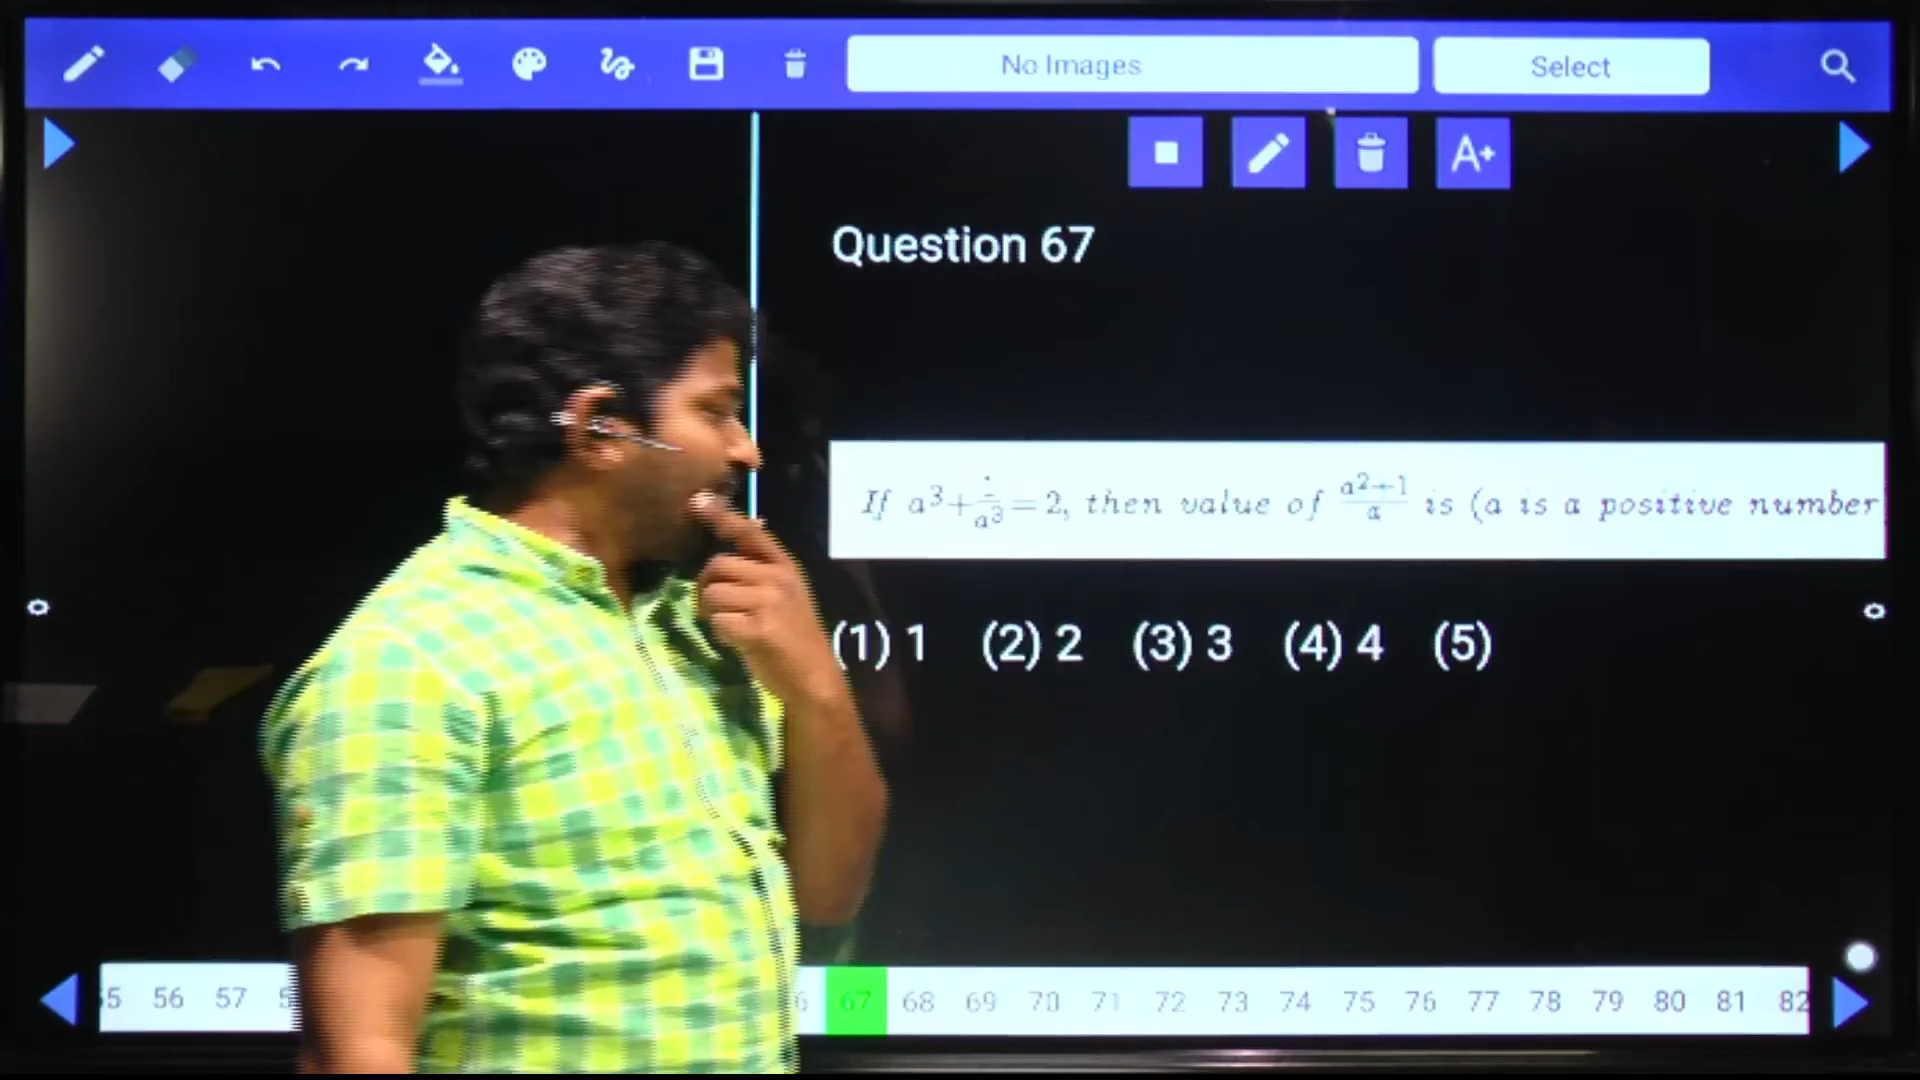 No Images Select
A+
Question 67
If a³+1/a³=2, then value of a²+1/a is (a is a positive number
(1) 1 (2) 2 (3) 3 (4) 4 (5)
56 57 67 68 69 70 71 72 73 74 75 76 77 78 79 80 81 82